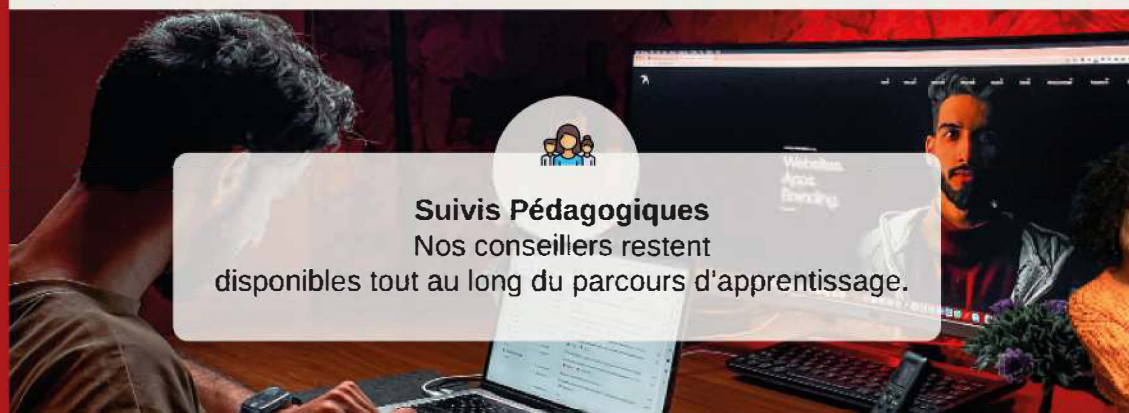 Websites.
Apps.
Branding.
Suivis Pédagogiques
Nos conseillers restent
disponibles tout au long du parcours d'apprentissage.